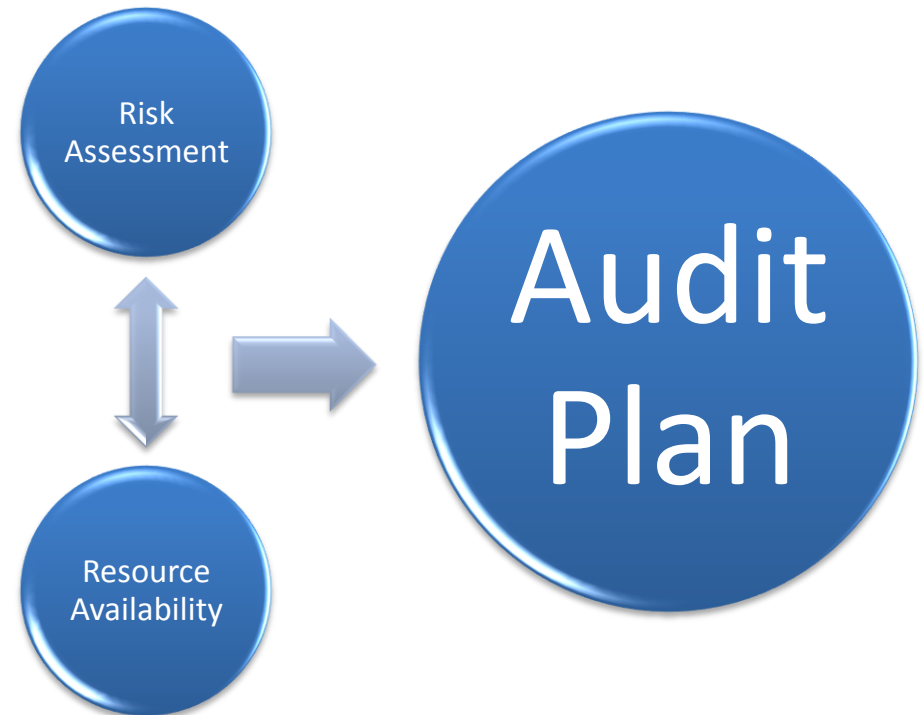 Risk
Assessment
Audit
Plan
Resource
Availability